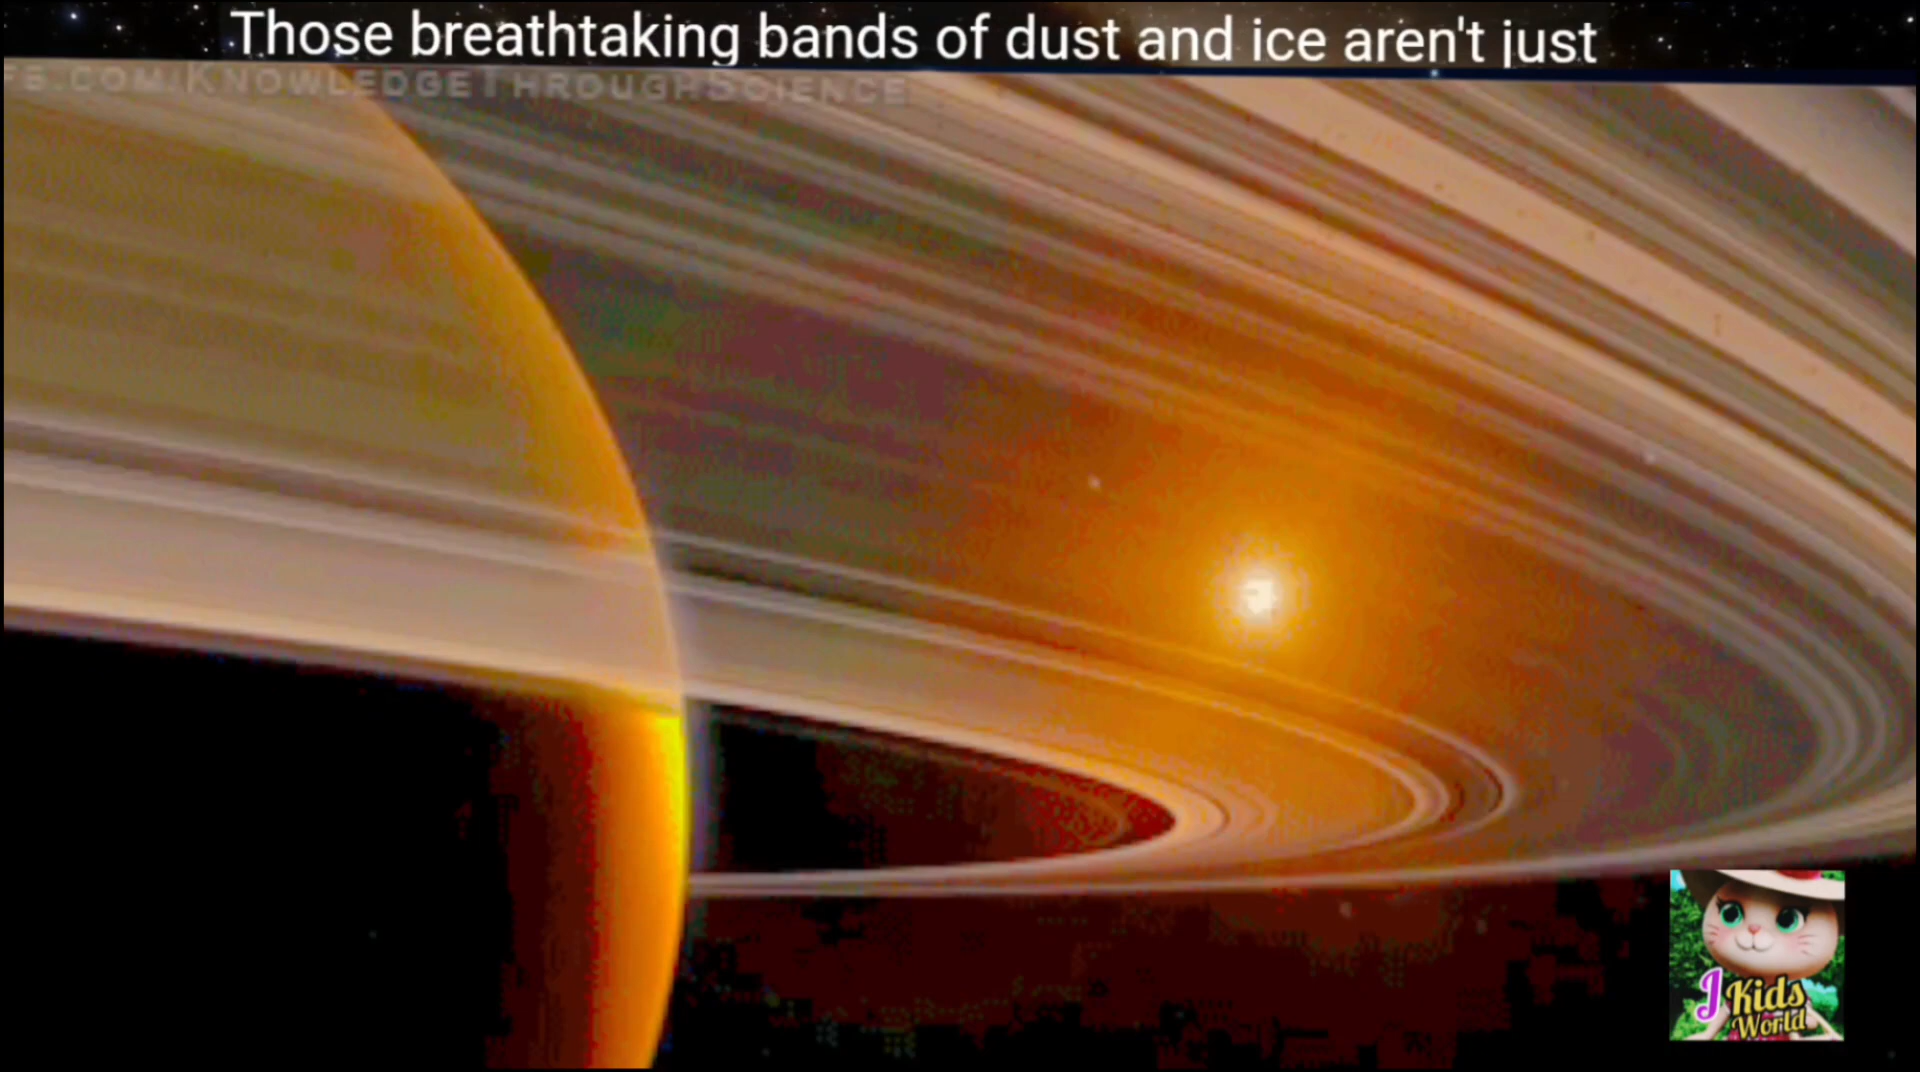 Those breathtaking bands of dust and ice aren't just
FB.COM/KNOWLEDGETHROUGHSCIENCE
J Kids
World